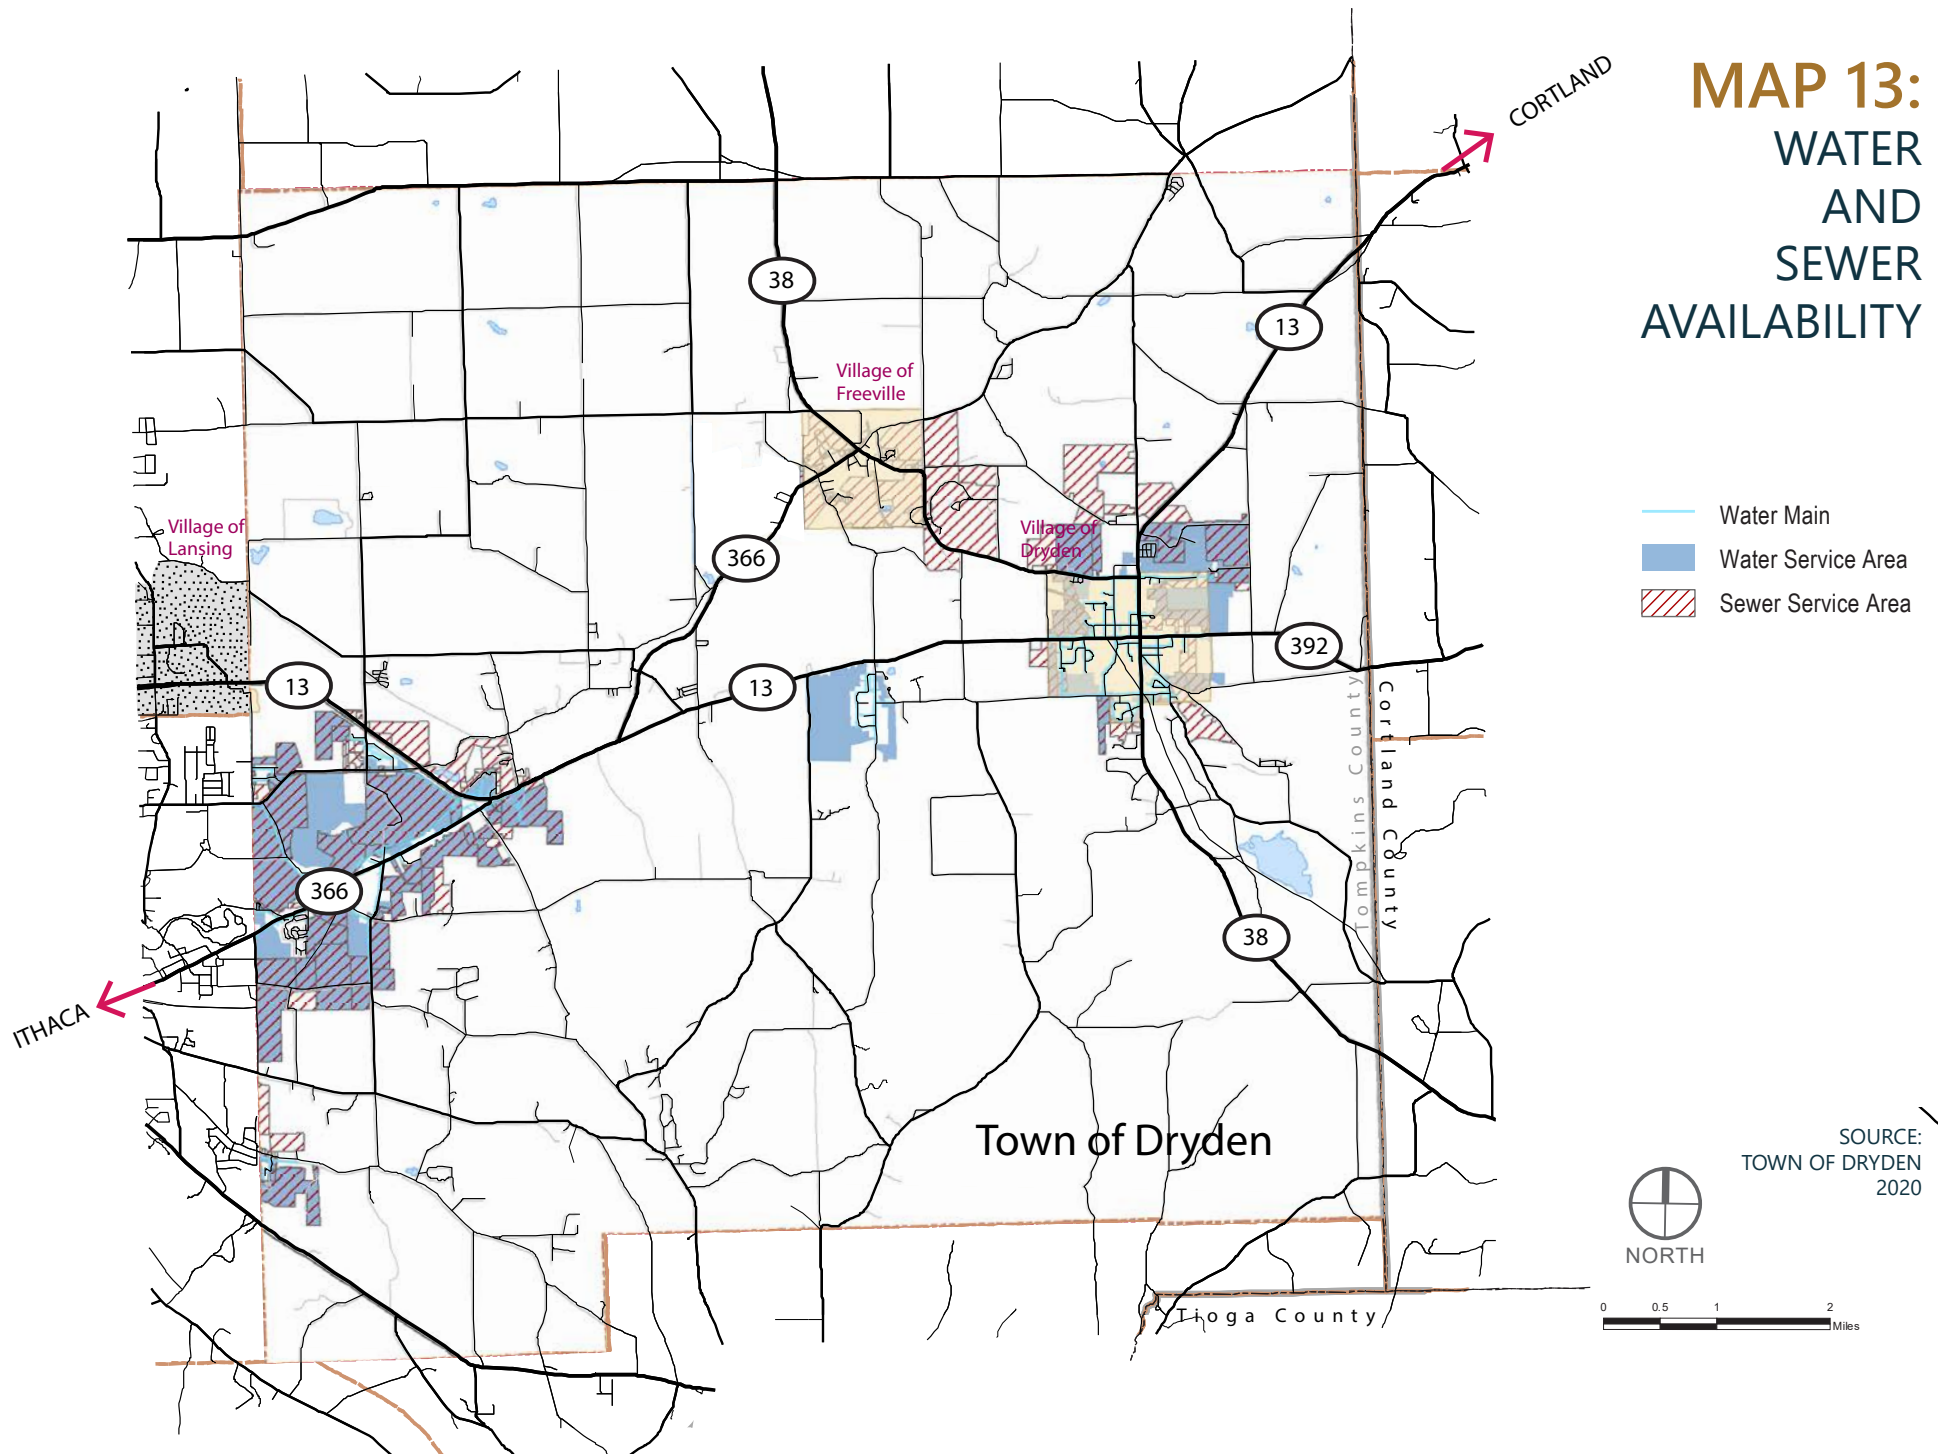 MAP 13:
WATER
AND
SEWER
AVAILABILITY
CORTLAND
38
13
Village of
Freeville
Water Main
Water Service Area
Sewer Service Area
Village of
Lansing
Village of
Dryden
366
392
13
13
Tompkins County
Cortland County
366
38
ITHACA
Town of Dryden
SOURCE:
TOWN OF DRYDEN
2020
NORTH
0 0.5 1 2
Miles
Tioga County